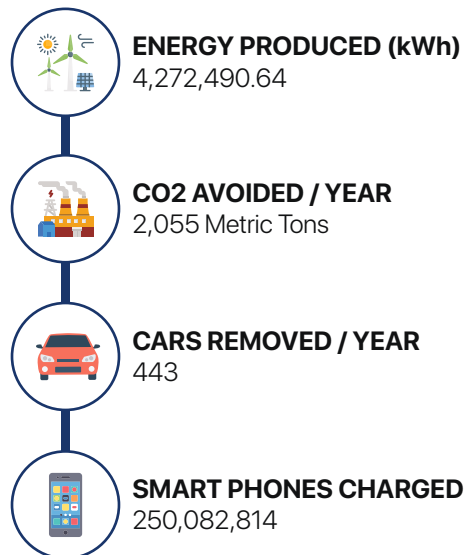 ENERGY PRODUCED (kWh)
4,272,490.64
CO2 AVOIDED / YEAR
2,055 Metric Tons
CARS REMOVED / YEAR
443
SMART PHONES CHARGED
250,082,814